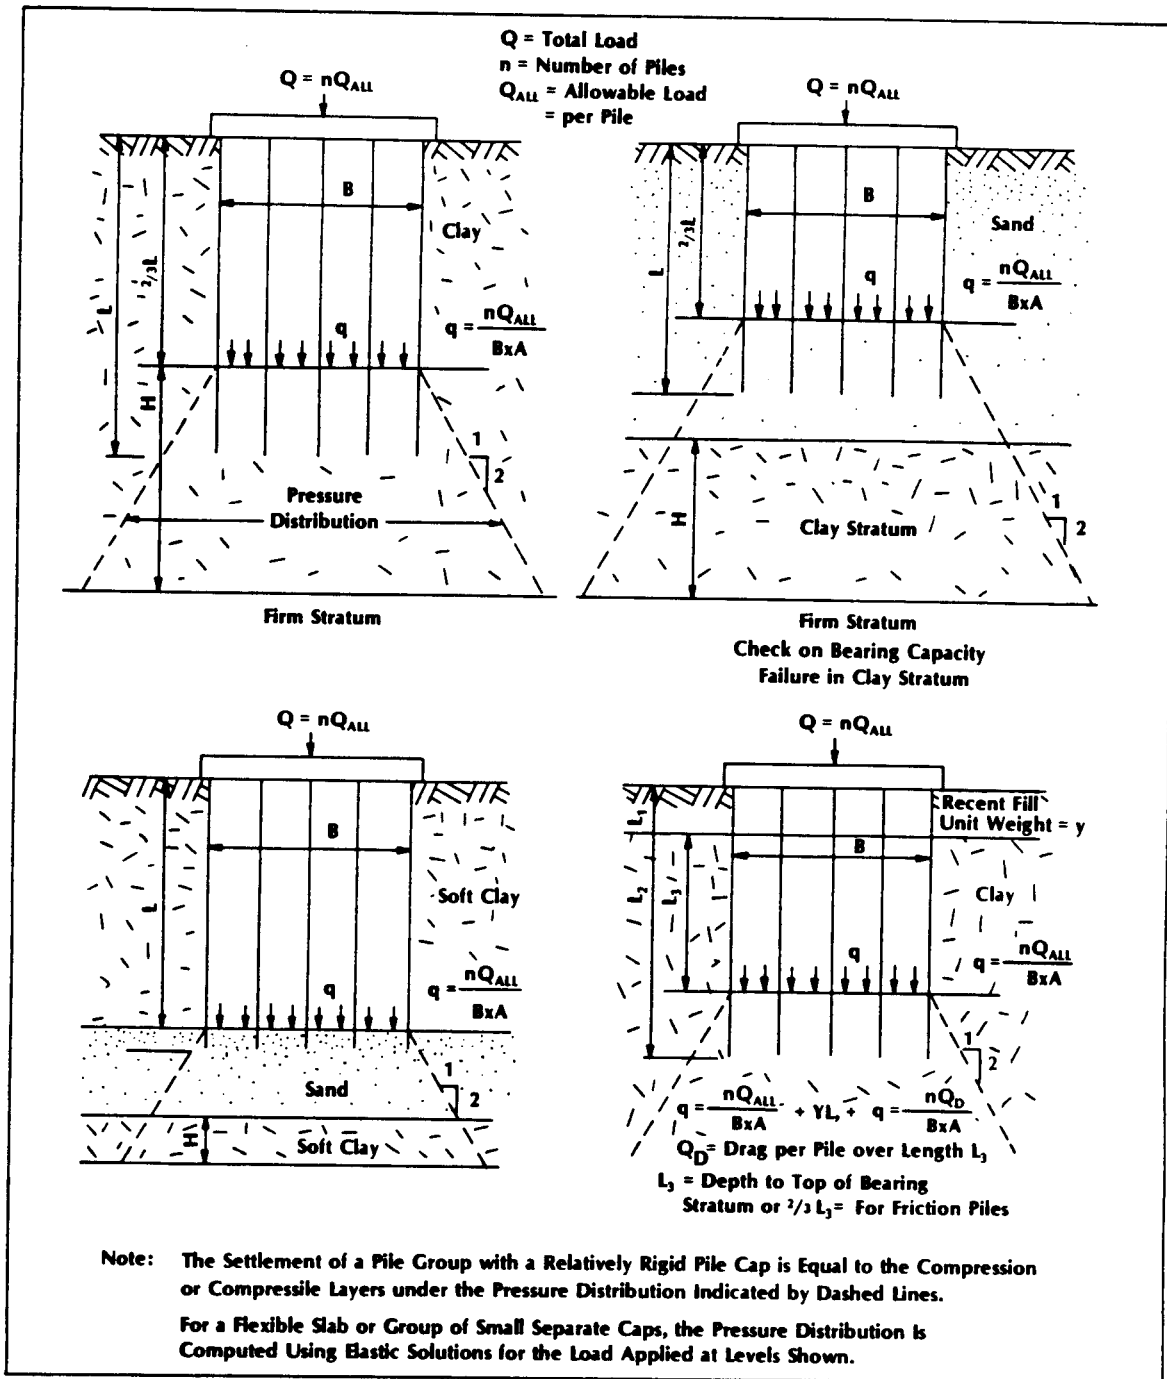 Q = Total Load
n = Number of Piles
Q_ALL = Allowable Load
= per Pile
Q = nQ_ALL
B
Clay
2/3L
L
q
q = nQ_ALL
BxA
H
1
2
Pressure
Distribution
Firm Stratum
Q = nQ_ALL
B
Sand
2/3L
L
q
q = nQ_ALL
BxA
H
Clay Stratum
1
2
Firm Stratum
Check on Bearing Capacity
Failure in Clay Stratum
Q = nQ_ALL
B
L
Soft Clay
q
q = nQ_ALL
BxA
Sand
1
2
H
Soft Clay
Q = nQ_ALL
Recent Fill
Unit Weight = y
L₁
B
L₂
L₃
Clay
q
q = nQ_ALL
BxA
1
2
q = nQ_ALL + YL, + q = nQ_D
BxA BxA
Q_D = Drag per Pile over Length L₃
L₃ = Depth to Top of Bearing
Stratum or 2/3 L₃= For Friction Piles
Note: The Settlement of a Pile Group with a Relatively Rigid Pile Cap is Equal to the Compression
or Compressile Layers under the Pressure Distribution Indicated by Dashed Lines.
For a Flexible Slab or Group of Small Separate Caps, the Pressure Distribution Is
Computed Using Elastic Solutions for the Load Applied at Levels Shown.